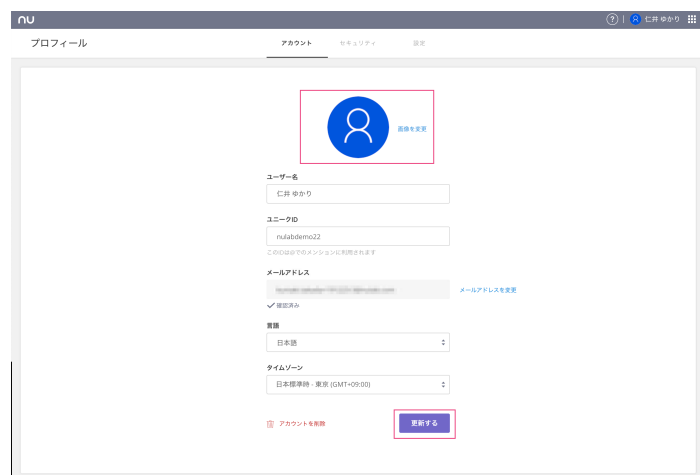 nu
? | 仁井 ゆかり
プロフィール
アカウント セキュリティ 設定
画像を変更
ユーザー名
仁井 ゆかり
ユニークID
nulabdemo22
このIDは@でのメンションに利用されます
メールアドレス
メールアドレスを変更
確認済み
言語
日本語
タイムゾーン
日本標準時 - 東京 (GMT+09:00)
アカウントを削除 更新する